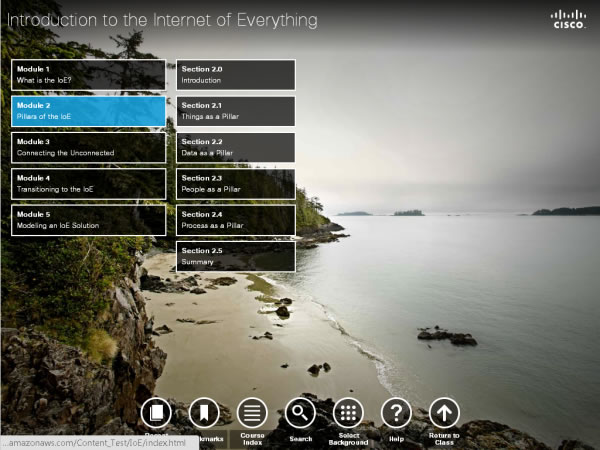 Introduction to the Internet of Everything
CISCO
Module 1
What is the IoE?
Module 2
Pillars of the IoE
Module 3
Connecting the Unconnected
Module 4
Transitioning to the IoE
Module 5
Modeling an IoE Solution
Section 2.0
Introduction
Section 2.1
Things as a Pillar
Section 2.2
Data as a Pillar
Section 2.3
People as a Pillar
Section 2.4
Process as a Pillar
Section 2.5
Summary
Course
Index
Search
Select
Background
Help
Return to
Class
...amazonaws.com/Content_Test/IoE/index.html